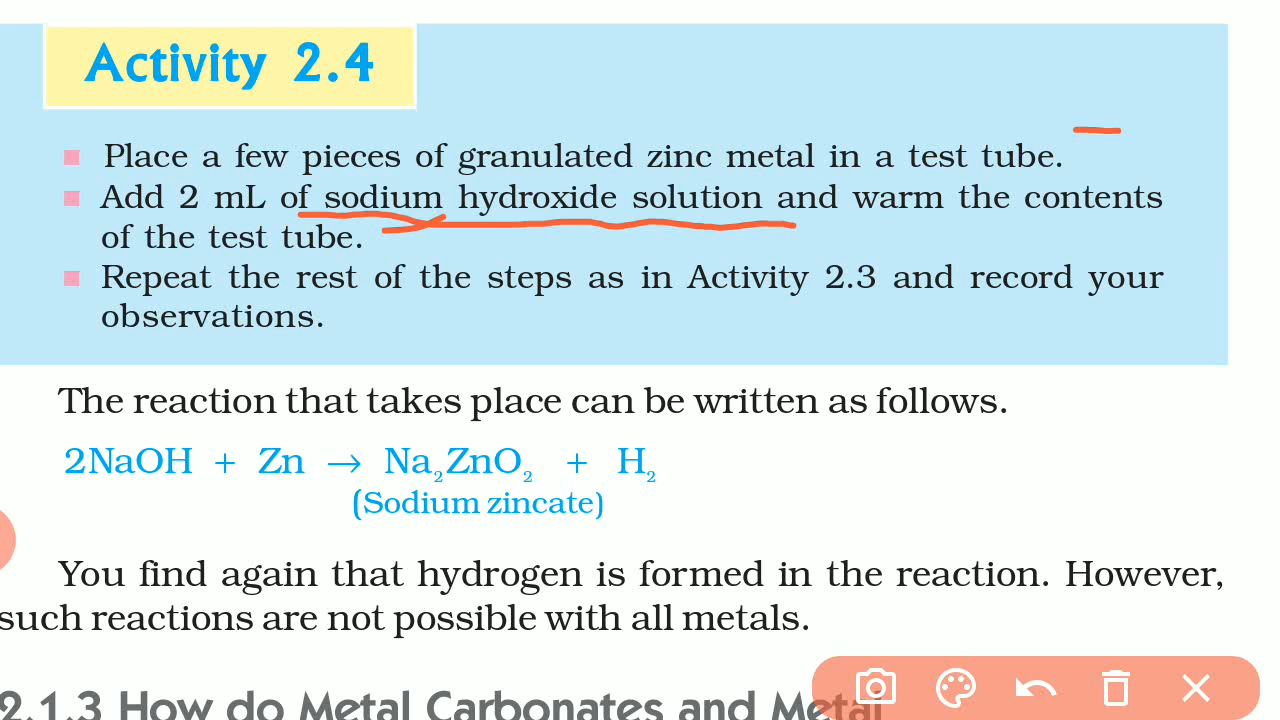 Activity 2.4
Place a few pieces of granulated zinc metal in a test tube.
Add 2 mL of sodium hydroxide solution and warm the contents
of the test tube.
Repeat the rest of the steps as in Activity 2.3 and record your
observations.
The reaction that takes place can be written as follows.
2NaOH + Zn → Na₂ZnO₂ + H₂
(Sodium zincate)
You find again that hydrogen is formed in the reaction. However,
such reactions are not possible with all metals.
2.1.3 How do Metal Carbonates and Metal